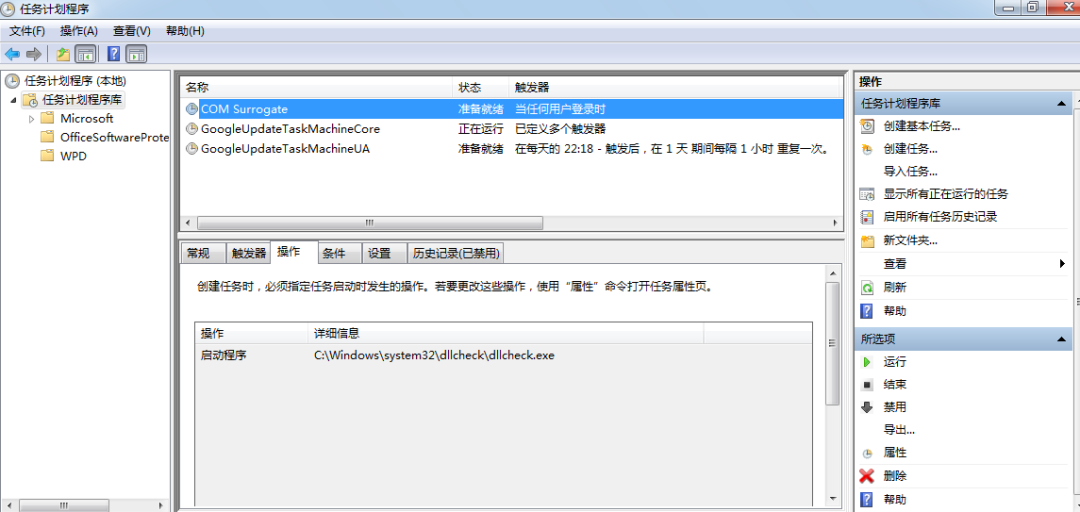 任务计划程序
文件(F) 操作(A) 查看(V) 帮助(H)
任务计划程序 (本地)
任务计划程序库
Microsoft
OfficeSoftwareProte
WPD
名称 状态 触发器
COM Surrogate 准备就绪 当任何用户登录时
GoogleUpdateTaskMachineCore 正在运行 已定义多个触发器
GoogleUpdateTaskMachineUA 准备就绪 在每天的 22:18 - 触发后，在 1 天 期间每隔 1 小时 重复一次。
常规 触发器 操作 条件 设置 历史记录(已禁用)
创建任务时，必须指定任务启动时发生的操作。若要更改这些操作，使用“属性”命令打开任务属性页。
操作 详细信息
启动程序 C:\Windows\system32\dllcheck\dllcheck.exe
操作
任务计划程序库
创建基本任务...
创建任务...
导入任务...
显示所有正在运行的任务
启用所有任务历史记录
新文件夹...
查看
刷新
帮助
所选项
运行
结束
禁用
导出...
属性
删除
帮助